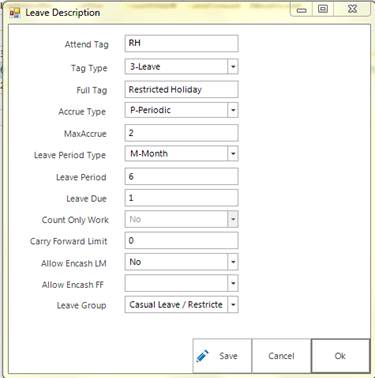 Leave Description
Attend Tag RH
Tag Type 3-Leave
Full Tag Restricted Holiday
Accrue Type P-Periodic
MaxAccrue 2
Leave Period Type M-Month
Leave Period 6
Leave Due 1
Count Only Work No
Carry Forward Limit 0
Allow Encash LM No
Allow Encash FF
Leave Group Casual Leave / Restricte
Save Cancel Ok